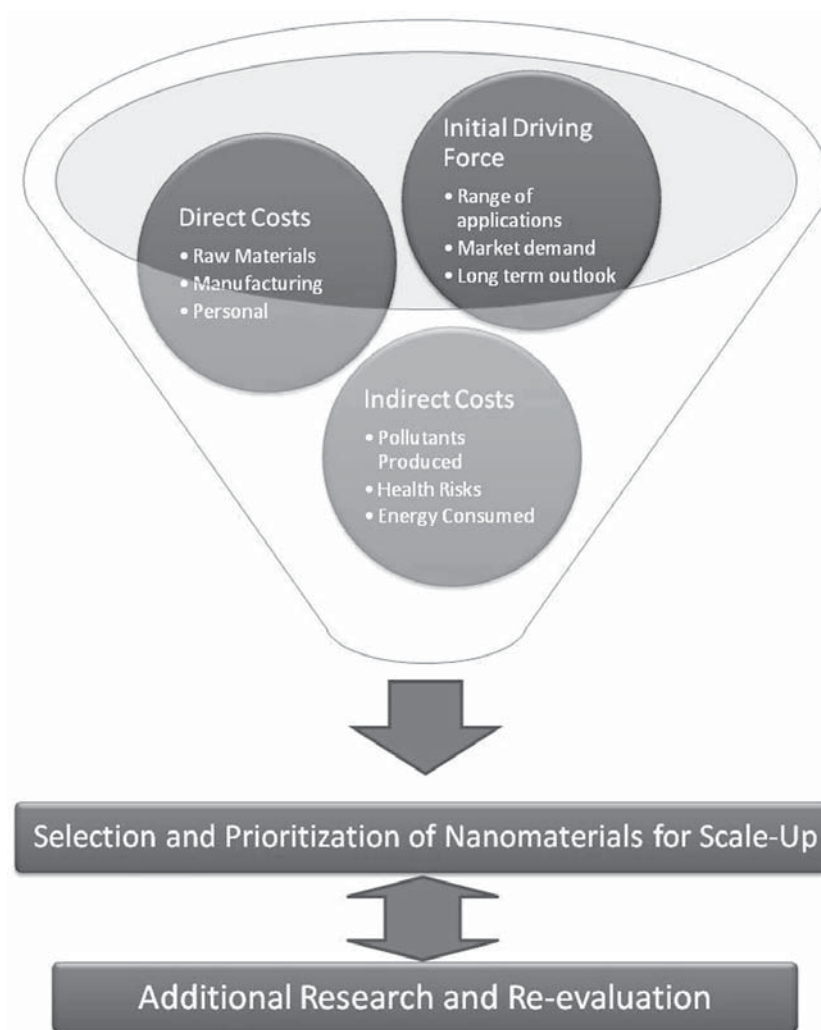 Direct Costs
• Raw Materials
• Manufacturing
• Personal
Initial Driving
Force
• Range of
applications
• Market demand
• Long term outlook
Indirect Costs
• Pollutants
Produced
• Health Risks
• Energy Consumed
Selection and Prioritization of Nanomaterials for Scale-Up
Additional Research and Re-evaluation